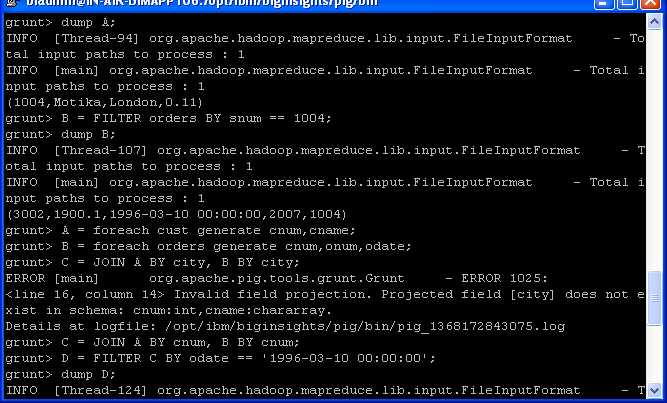 biadmin@IN-AIR-BIMAPPT06:/opt/ibm/biginsights/pig/bin
grunt> dump A;
INFO  [Thread-94] org.apache.hadoop.mapreduce.lib.input.FileInputFormat     - To
tal input paths to process : 1
INFO  [main] org.apache.hadoop.mapreduce.lib.input.FileInputFormat     - Total i
nput paths to process : 1
(1004,Motika,London,0.11)
grunt> B = FILTER orders BY snum == 1004;
grunt> dump B;
INFO  [Thread-107] org.apache.hadoop.mapreduce.lib.input.FileInputFormat     - T
otal input paths to process : 1
INFO  [main] org.apache.hadoop.mapreduce.lib.input.FileInputFormat     - Total i
nput paths to process : 1
(3002,1900.1,1996-03-10 00:00:00,2007,1004)
grunt> A = foreach cust generate cnum,cname;
grunt> B = foreach orders generate cnum,onum,odate;
grunt> C = JOIN A BY city, B BY city;
ERROR [main]     org.apache.pig.tools.grunt.Grunt     - ERROR 1025:
<line 16, column 14> Invalid field projection. Projected field [city] does not e
xist in schema: cnum:int,cname:chararray.
Details at logfile: /opt/ibm/biginsights/pig/bin/pig_1368172843075.log
grunt> C = JOIN A BY cnum, B BY cnum;
grunt> D = FILTER C BY odate == '1996-03-10 00:00:00';
grunt> dump D;
INFO  [Thread-124] org.apache.hadoop.mapreduce.lib.input.FileInputFormat     - T